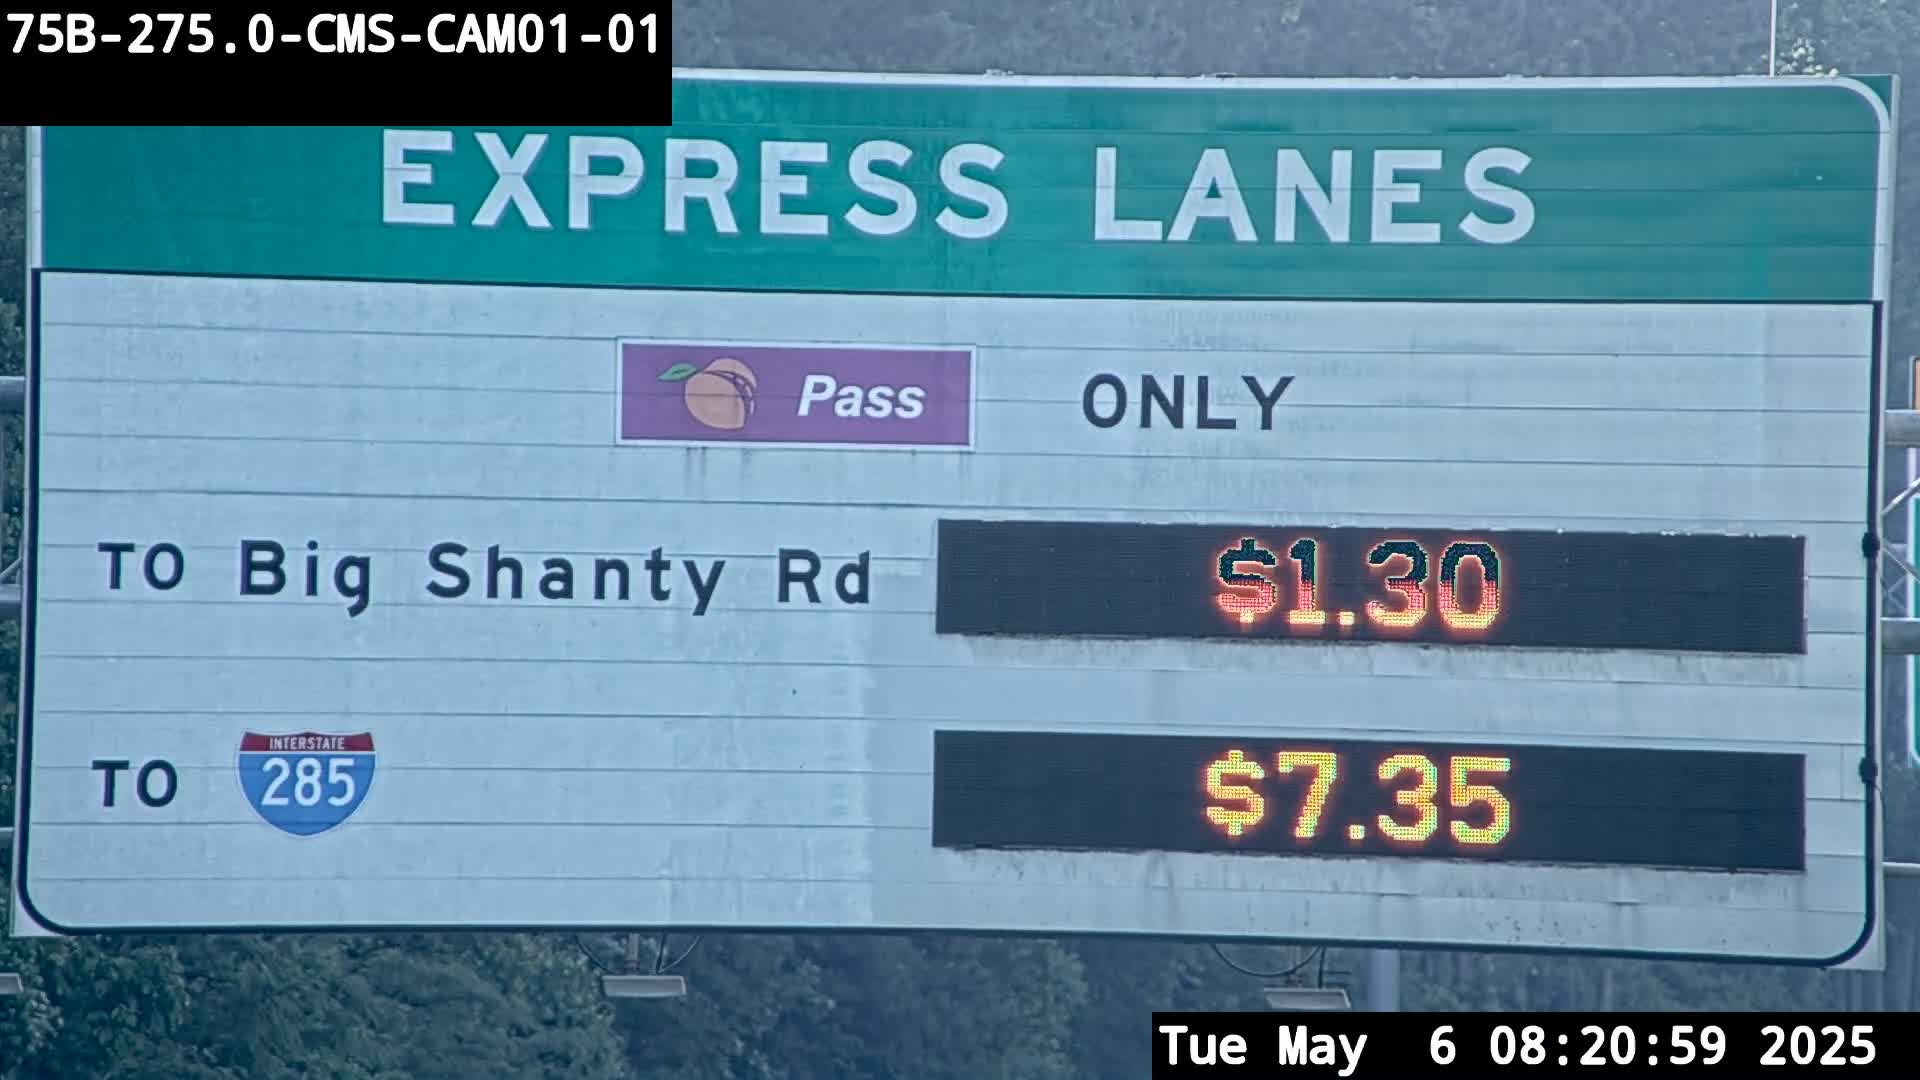 75B-275.0-CMS-CAM01-01
EXPRESS LANES
Pass ONLY
TO Big Shanty Rd $1.30
INTERSTATE
TO 285 $7.35
Tue May 6 08:20:59 2025